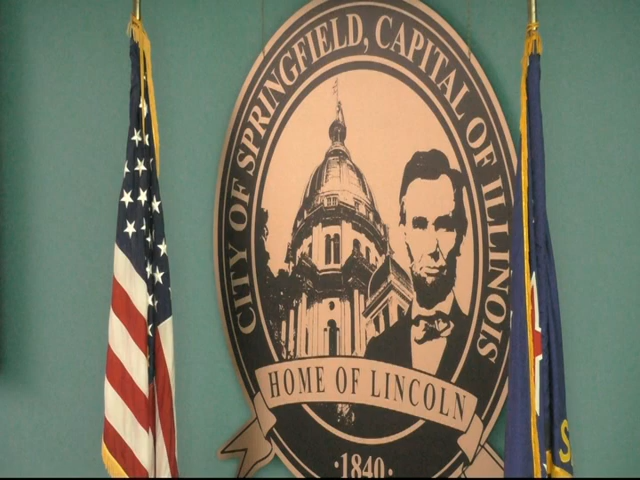 CITY OF SPRINGFIELD, CAPITAL OF ILLINOIS
HOME OF LINCOLN
·1840·
S